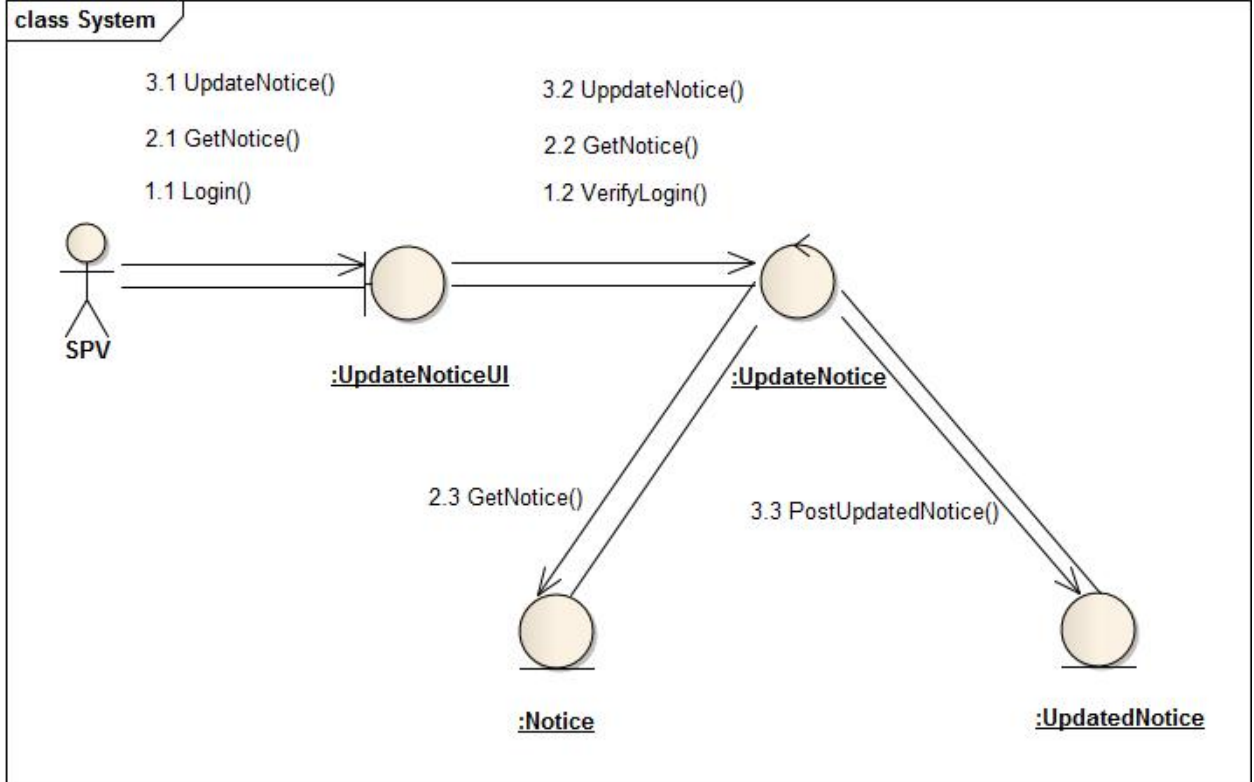 class System
3.1 UpdateNotice()
3.2 UppdateNotice()
2.1 GetNotice()
2.2 GetNotice()
1.1 Login()
1.2 VerifyLogin()
SPV
:UpdateNoticeUI
:UpdateNotice
2.3 GetNotice()
3.3 PostUpdatedNotice()
:Notice
:UpdatedNotice